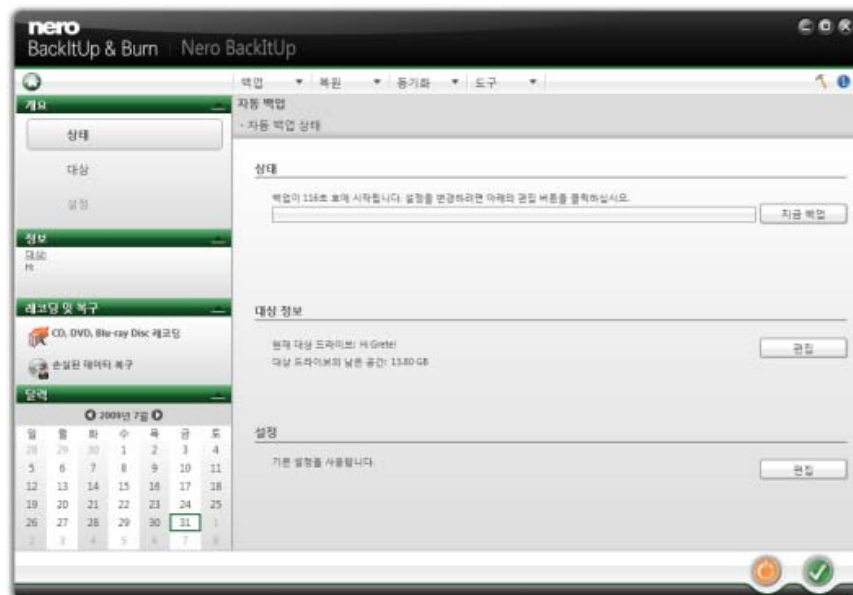 nero
BackItUp & Burn | Nero BackItUp
백업 복원 동기화 도구
개요
상태
대상
설정
정보
대상:
H:
레코딩 및 복구
CD, DVD, Blu-ray Disc 레코딩
손실된 데이터 복구
달력
2009년 7월
일 월 화 수 목 금 토
28 29 30 1 2 3 4
5 6 7 8 9 10 11
12 13 14 15 16 17 18
19 20 21 22 23 24 25
26 27 28 29 30 31 1
2 3 4 5 6 7 8
자동 백업
- 자동 백업 상태
상태
백업이 116초 후에 시작됩니다. 설정을 변경하려면 아래의 편집 버튼을 클릭하십시오.
지금 백업
대상 정보
현재 대상 드라이브: H:Gretel
대상 드라이브의 남은 공간: 13.80 GB
편집
설정
기본 설정을 사용합니다.
편집